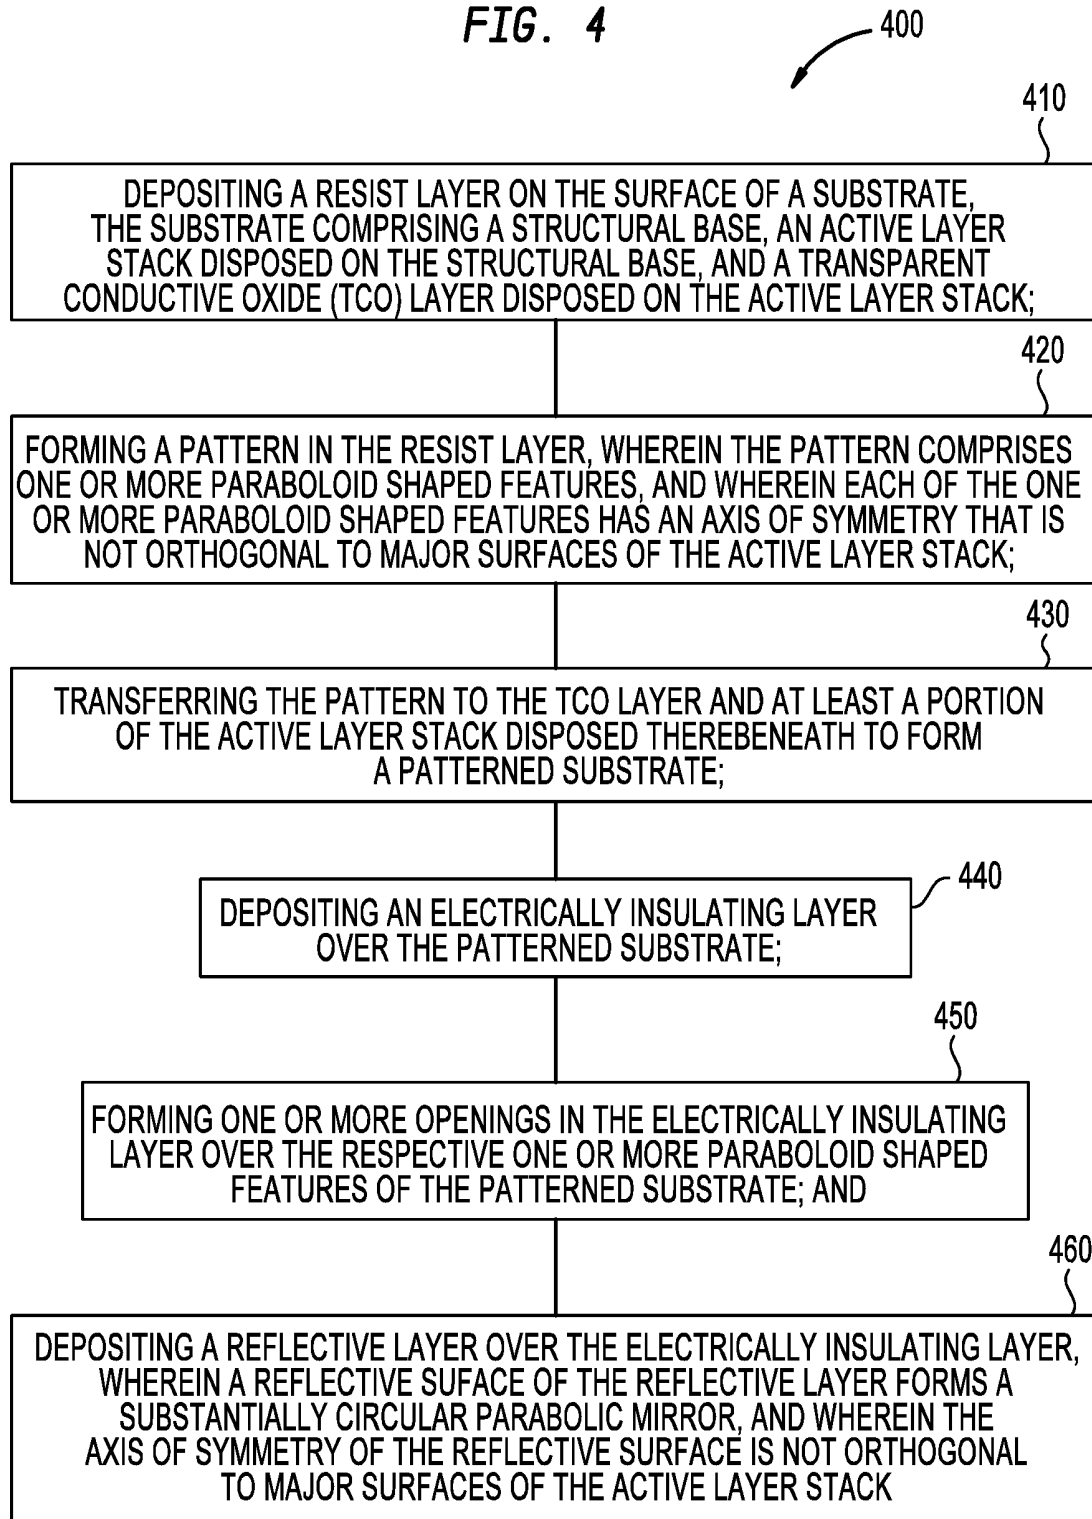 FIG. 4
400
410
DEPOSITING A RESIST LAYER ON THE SURFACE OF A SUBSTRATE,
THE SUBSTRATE COMPRISING A STRUCTURAL BASE, AN ACTIVE LAYER
STACK DISPOSED ON THE STRUCTURAL BASE, AND A TRANSPARENT
CONDUCTIVE OXIDE (TCO) LAYER DISPOSED ON THE ACTIVE LAYER STACK;
420
FORMING A PATTERN IN THE RESIST LAYER, WHEREIN THE PATTERN COMPRISES
ONE OR MORE PARABOLOID SHAPED FEATURES, AND WHEREIN EACH OF THE ONE
OR MORE PARABOLOID SHAPED FEATURES HAS AN AXIS OF SYMMETRY THAT IS
NOT ORTHOGONAL TO MAJOR SURFACES OF THE ACTIVE LAYER STACK;
430
TRANSFERRING THE PATTERN TO THE TCO LAYER AND AT LEAST A PORTION
OF THE ACTIVE LAYER STACK DISPOSED THEREBENEATH TO FORM
A PATTERNED SUBSTRATE;
440
DEPOSITING AN ELECTRICALLY INSULATING LAYER
OVER THE PATTERNED SUBSTRATE;
450
FORMING ONE OR MORE OPENINGS IN THE ELECTRICALLY INSULATING
LAYER OVER THE RESPECTIVE ONE OR MORE PARABOLOID SHAPED
FEATURES OF THE PATTERNED SUBSTRATE; AND
460
DEPOSITING A REFLECTIVE LAYER OVER THE ELECTRICALLY INSULATING LAYER,
WHEREIN A REFLECTIVE SUFACE OF THE REFLECTIVE LAYER FORMS A
SUBSTANTIALLY CIRCULAR PARABOLIC MIRROR, AND WHEREIN THE
AXIS OF SYMMETRY OF THE REFLECTIVE SURFACE IS NOT ORTHOGONAL
TO MAJOR SURFACES OF THE ACTIVE LAYER STACK